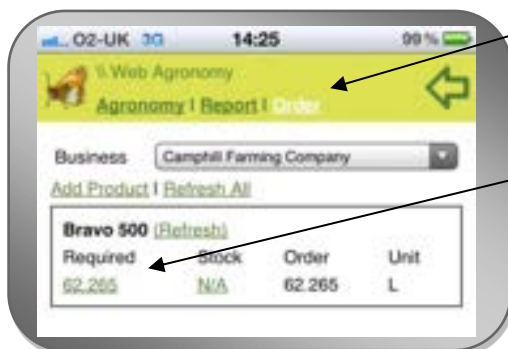 O2-UK 3G 14:25 99%
\\ Web Agronomy
Agronomy | Report | Order
Business Camphill Farming Company
Add Product | Refresh All
Bravo 500 (Refresh)
Required Stock Order Unit
62.265 N/A 62.265 L